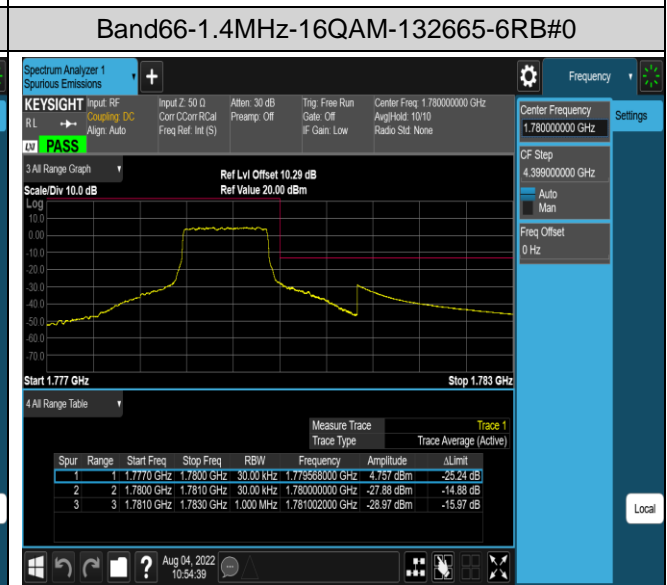 Band66-1.4MHz-16QAM-132665-6RB#0
Spectrum Analyzer 1
Spurious Emissions
+
Frequency
KEYSIGHT
Input: RF
Coupling: DC
Align: Auto
Input Z: 50 Ω
Corr CCorr RCal
Freq Ref: Int (S)
Atten: 30 dB
Preamp: Off
Trig: Free Run
Gate: Off
IF Gain: Low
Center Freq: 1.780000000 GHz
Avg|Hold: 10/10
Radio Std: None
RL
LXI PASS
Center Frequency
1.780000000 GHz
Settings
CF Step
4.399000000 GHz
Auto
Man
Freq Offset
0 Hz
3 All Range Graph
Ref Lvl Offset 10.29 dB
Scale/Div 10.0 dB
Ref Value 20.00 dBm
Log
10.0
0.00
-10.0
-20.0
-30.0
-40.0
-50.0
-60.0
-70.0
Start 1.777 GHz
Stop 1.783 GHz
4 All Range Table
Measure Trace Trace 1
Trace Type Trace Average (Active)
Spur Range Start Freq Stop Freq RBW Frequency Amplitude ΔLimit
1 1 1.7770 GHz 1.7800 GHz 30.00 kHz 1.779568000 GHz 4.757 dBm -25.24 dB
2 2 1.7800 GHz 1.7810 GHz 30.00 kHz 1.780000000 GHz -27.88 dBm -14.88 dB
3 3 1.7810 GHz 1.7830 GHz 1.000 MHz 1.781002000 GHz -28.97 dBm -15.97 dB
Local
?
Aug 04, 2022
10:54:39